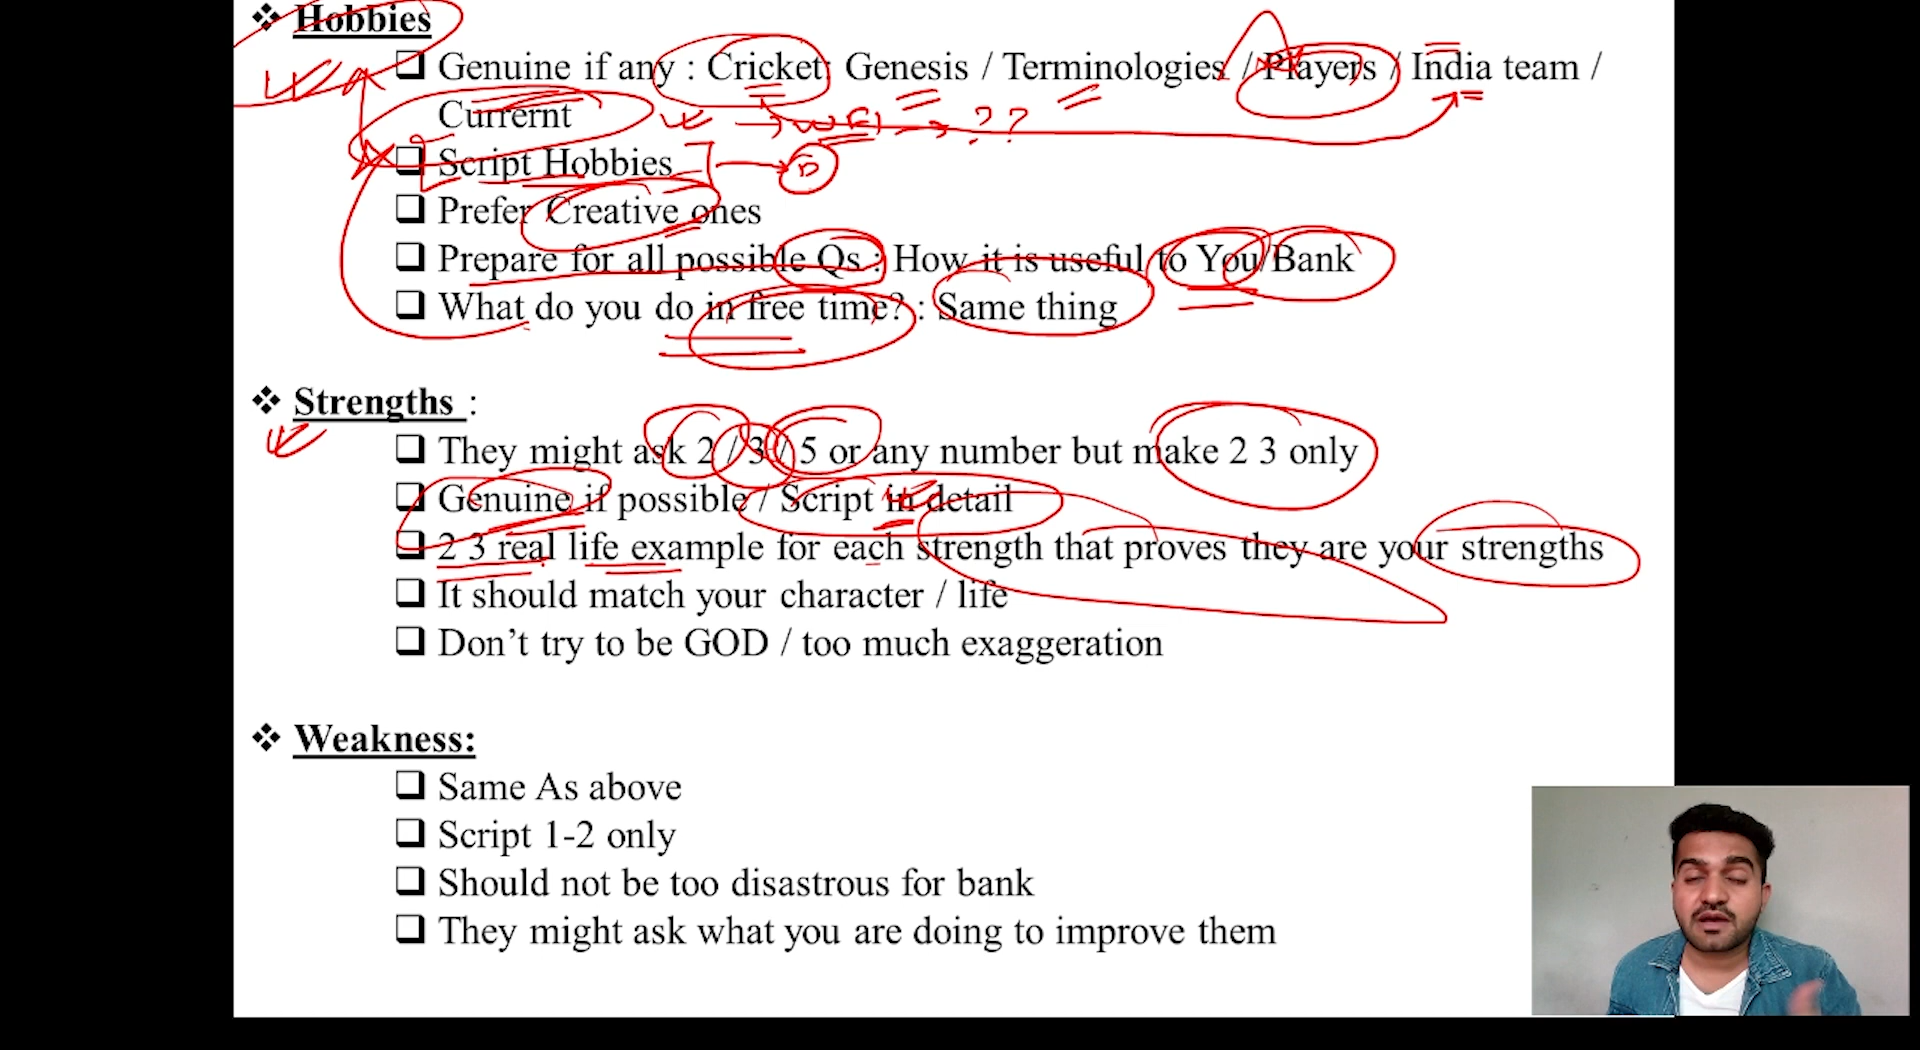 ❖ Hobbies
❑ Genuine if any : Cricket: Genesis / Terminologies / Players / India team /
Currernt
→ → ??
❑ Script Hobbies
❑ Prefer Creative ones
❑ Prepare for all possible Qs : How it is useful to You/Bank
❑ What do you do in free time? : Same thing
❖ Strengths :
❑ They might ask 2 / 3 / 5 or any number but make 2 3 only
❑ Genuine if possible / Script in detail
❑ 2 3 real life example for each strength that proves they are your strengths
❑ It should match your character / life
❑ Don’t try to be GOD / too much exaggeration
❖ Weakness:
❑ Same As above
❑ Script 1-2 only
❑ Should not be too disastrous for bank
❑ They might ask what you are doing to improve them